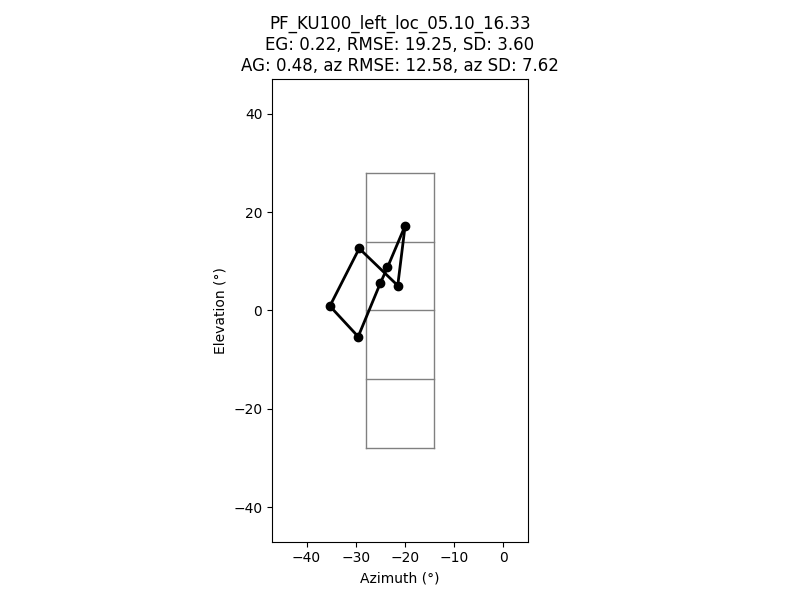 PF_KU100_left_loc_05.10_16.33
EG: 0.22, RMSE: 19.25, SD: 3.60
AG: 0.48, az RMSE: 12.58, az SD: 7.62
40
20
0
−20
−40
Elevation (°)
−40 −30 −20 −10 0
Azimuth (°)